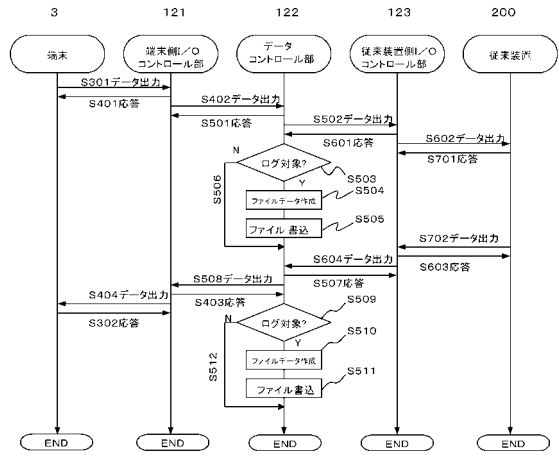 3
121
122
123
200
端末
端末側I/O
コントロール部
データ
コントロール部
従来装置側I/O
コントロール部
従来装置
S301データ出力
S401応答
S402データ出力
S501応答
S502データ出力
S601応答
S602データ出力
S701応答
N
ログ対象?
S503
Y
S504
ファイルデータ作成
S506
S505
ファイル書込
S702データ出力
S604データ出力
S603応答
S508データ出力
S507応答
S404データ出力
S403応答
S509
S302応答
N
ログ対象?
S510
Y
ファイルデータ作成
S512
S511
ファイル書込
END
END
END
END
END